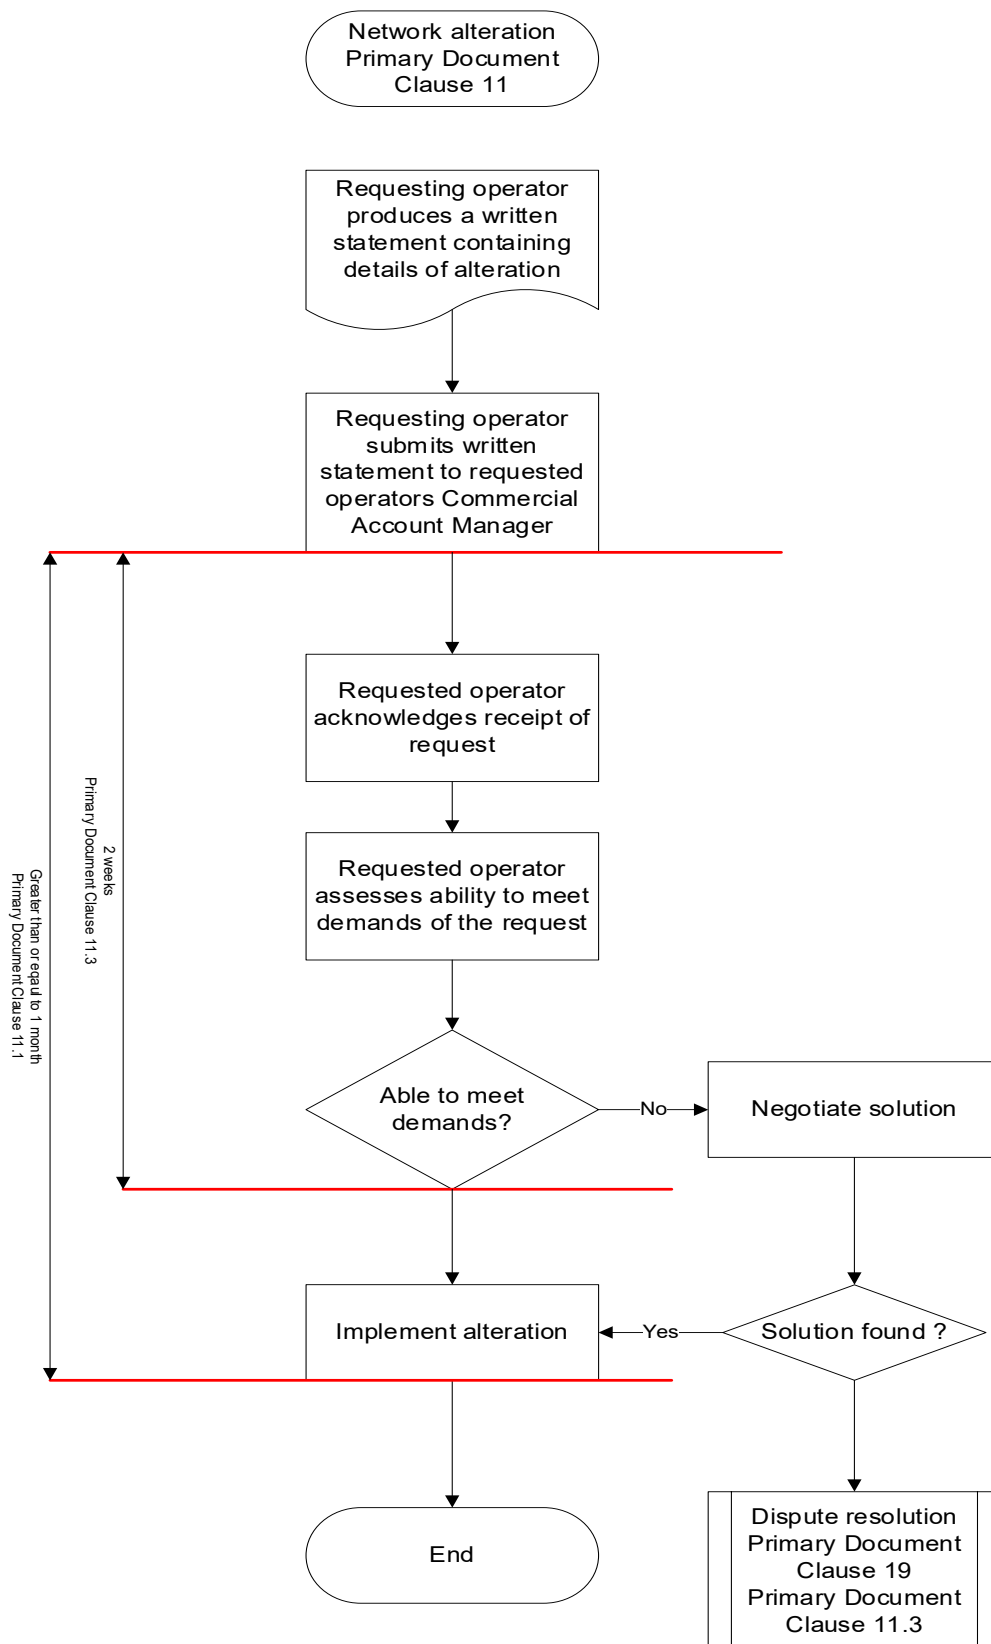 Network alteration
Primary Document
Clause 11
Requesting operator
produces a written
statement containing
details of alteration
Requesting operator
submits written
statement to requested
operators Commercial
Account Manager
Requested operator
acknowledges receipt of
request
2 weeks
Primary Document Clause 11.3
Greater than or eqaul to 1 month
Primary Document Clause 11.1
Requested operator
assesses ability to meet
demands of the request
Able to meet
demands?
No
Negotiate solution
Implement alteration
Yes
Solution found ?
End
Dispute resolution
Primary Document
Clause 19
Primary Document
Clause 11.3